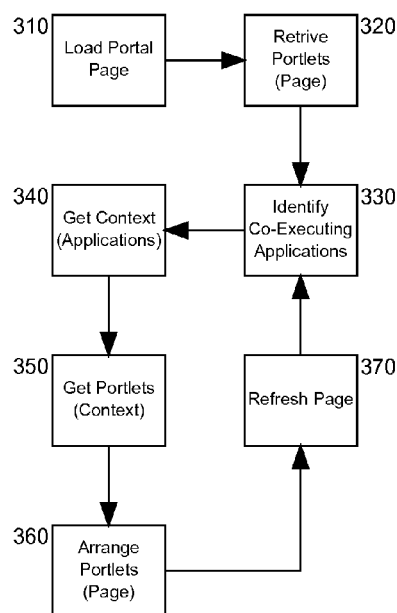 310
Load Portal
Page
Retrive
Portlets
(Page)
320
340
Get Context
(Applications)
Identify
Co-Executing
Applications
330
350
Get Portlets
(Context)
Refresh Page
370
360
Arrange
Portlets
(Page)